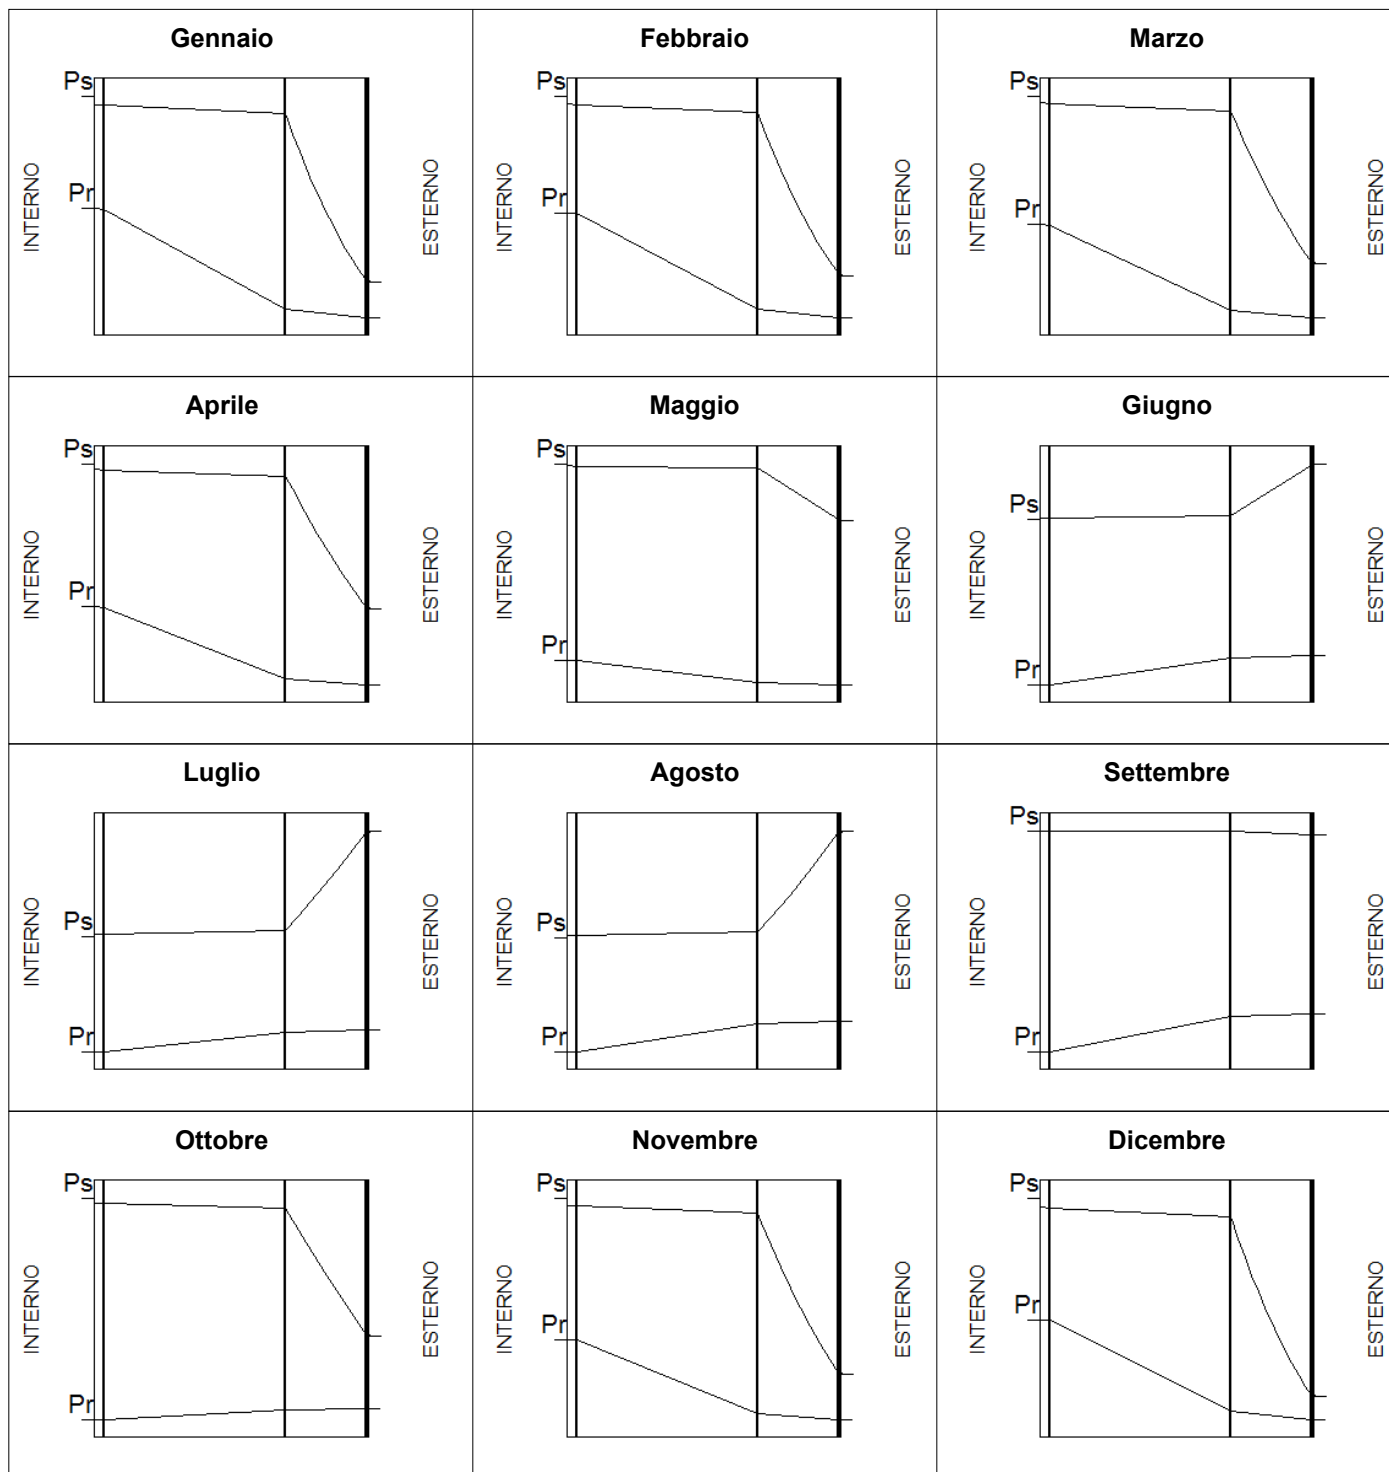 Gennaio
Febbraio
Marzo
Ps
Pr
INTERNO
ESTERNO
Ps
Pr
INTERNO
ESTERNO
Ps
Pr
INTERNO
ESTERNO
Aprile
Maggio
Giugno
Ps
Pr
INTERNO
ESTERNO
Ps
Pr
INTERNO
ESTERNO
Ps
Pr
INTERNO
ESTERNO
Luglio
Agosto
Settembre
Ps
Pr
INTERNO
ESTERNO
Ps
Pr
INTERNO
ESTERNO
Ps
Pr
INTERNO
ESTERNO
Ottobre
Novembre
Dicembre
Ps
Pr
INTERNO
ESTERNO
Ps
Pr
INTERNO
ESTERNO
Ps
Pr
INTERNO
ESTERNO